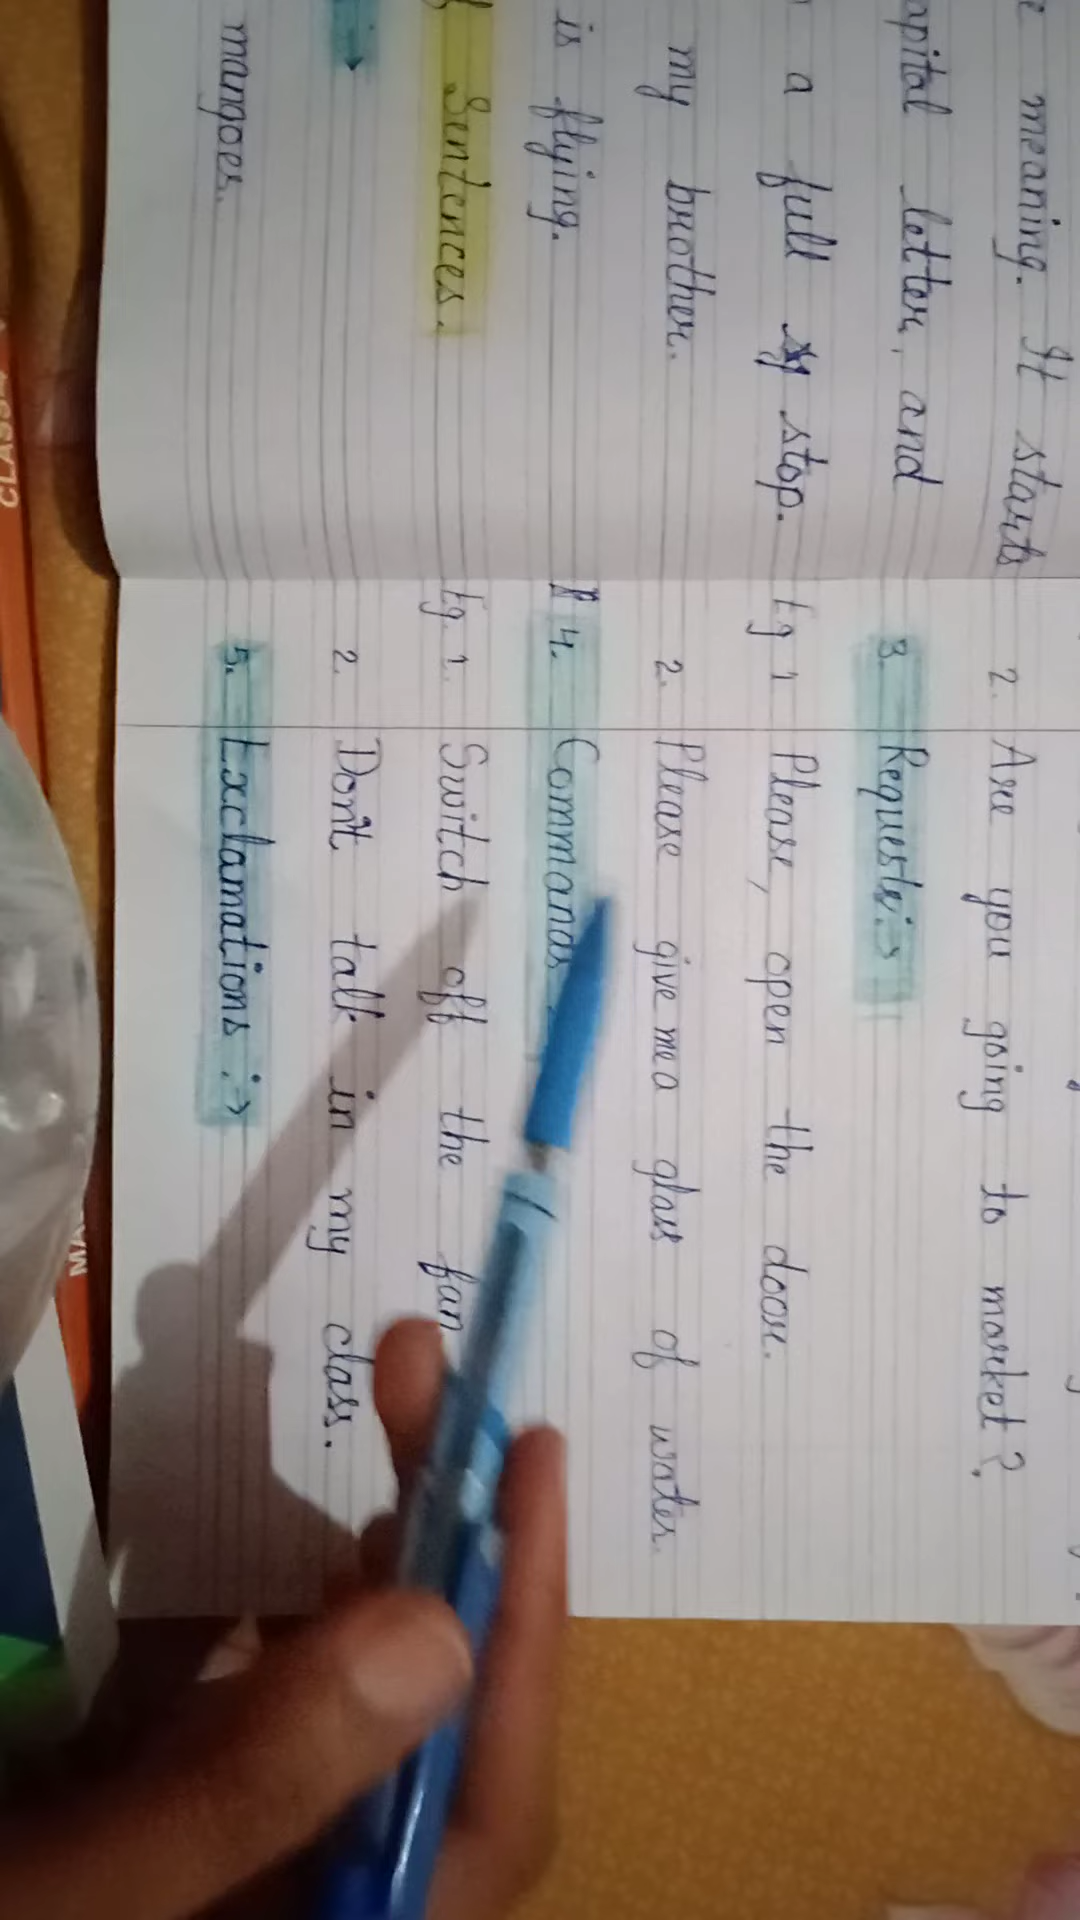 meaning. It starts
apital letter, and
a full stop.
my brother.
is flying.
Sentences.
mangoes.
2. Are you going to market?
3. Requests :→
Eg 1 Please, open the door.
2. Please give me a glass of water.
4. Commands
Eg. 1. Switch off the fan
2. Don't talk in my class.
5. Exclamations :→
CLASS
MA